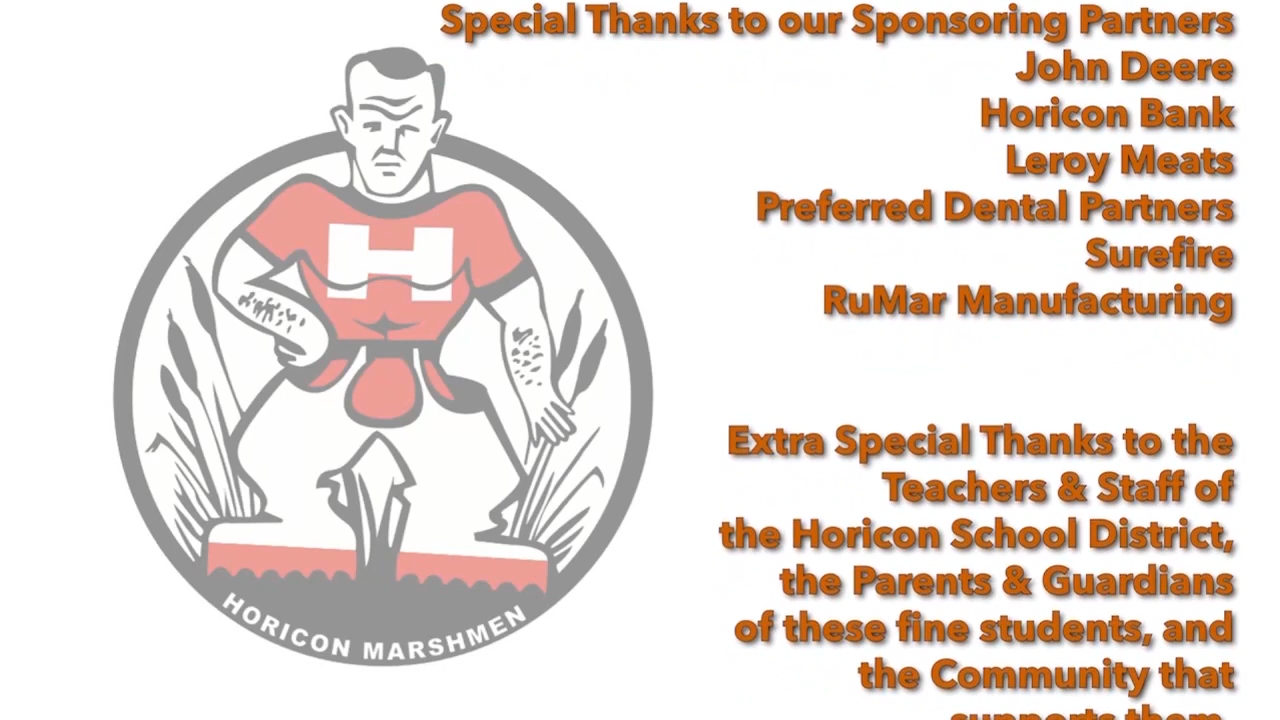 Special Thanks to our Sponsoring Partners
John Deere
Horicon Bank
Leroy Meats
Preferred Dental Partners
Surefire
RuMar Manufacturing
Extra Special Thanks to the
Teachers & Staff of
the Horicon School District,
the Parents & Guardians
of these fine students, and
the Community that
supports them.
H
HORICON MARSHMEN